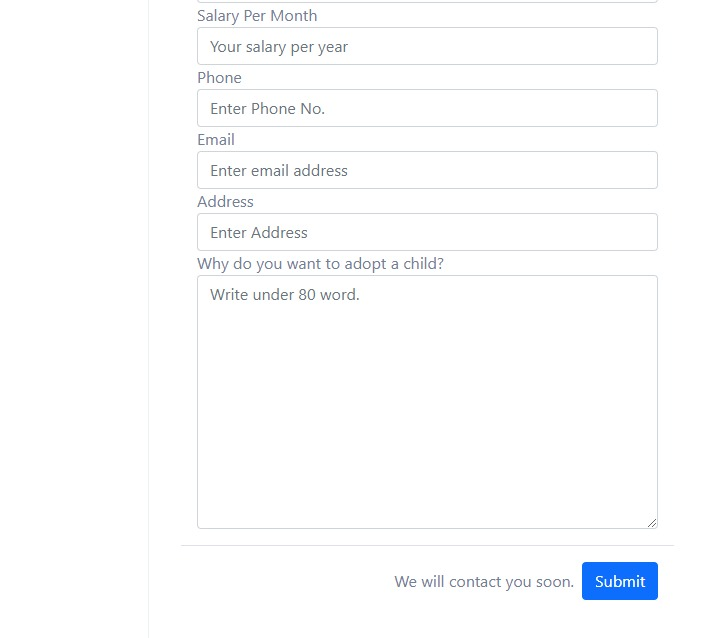 Salary Per Month
Your salary per year
Phone
Enter Phone No.
Email
Enter email address
Address
Enter Address
Why do you want to adopt a child?
Write under 80 word.
We will contact you soon. Submit